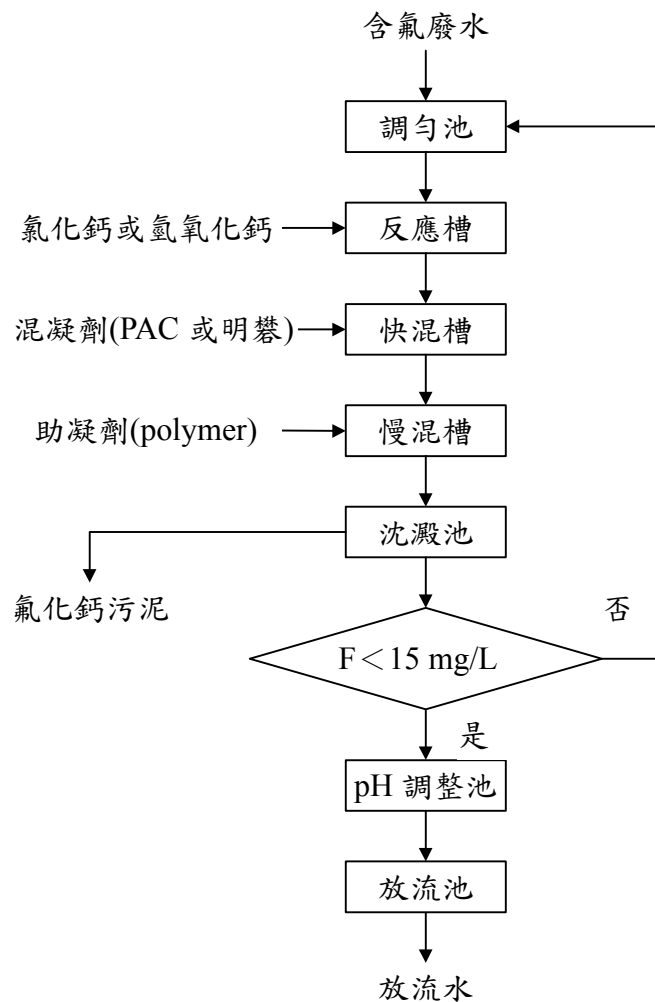 含氟廢水
調勻池
氯化鈣或氫氧化鈣
反應槽
混凝劑(PAC 或明礬)
快混槽
助凝劑(polymer)
慢混槽
沈澱池
氟化鈣污泥
否
F＜15 mg/L
是
pH 調整池
放流池
放流水